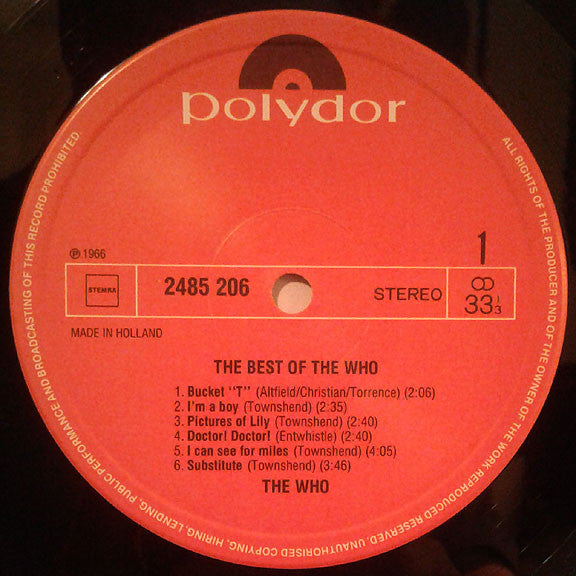 polydor
ALL RIGHTS OF THE PRODUCER AND OF THE OWNER OF THE WORK REPRODUCED RESERVED. UNAUTHORISED COPYING, HIRING, LENDING, PUBLIC PERFORMANCE AND BROADCASTING OF THIS RECORD PROHIBITED.
℗ 1966
1
STEMRA
2485 206
STEREO
33 1/3
MADE IN HOLLAND
THE BEST OF THE WHO
1. Bucket "T" (Altfield/Christian/Torrence) (2:06)
2. I'm a boy (Townshend) (2:35)
3. Pictures of Lily (Townshend) (2:40)
4. Doctor! Doctor! (Entwhistle) (2:40)
5. I can see for miles (Townshend) (4:05)
6. Substitute (Townshend) (3:46)
THE WHO